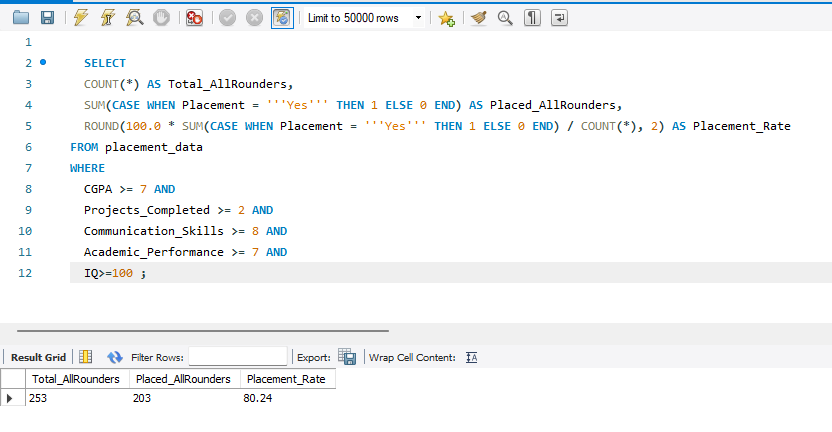 Limit to 50000 rows
1
2 SELECT
3 COUNT(*) AS Total_AllRounders,
4 SUM(CASE WHEN Placement = '''Yes''' THEN 1 ELSE 0 END) AS Placed_AllRounders,
5 ROUND(100.0 * SUM(CASE WHEN Placement = '''Yes''' THEN 1 ELSE 0 END) / COUNT(*), 2) AS Placement_Rate
6 FROM placement_data
7 WHERE
8 CGPA >= 7 AND
9 Projects_Completed >= 2 AND
10 Communication_Skills >= 8 AND
11 Academic_Performance >= 7 AND
12 IQ>=100 ;
Result Grid Filter Rows: Export: Wrap Cell Content: IA
Total_AllRounders Placed_AllRounders Placement_Rate
253 203 80.24